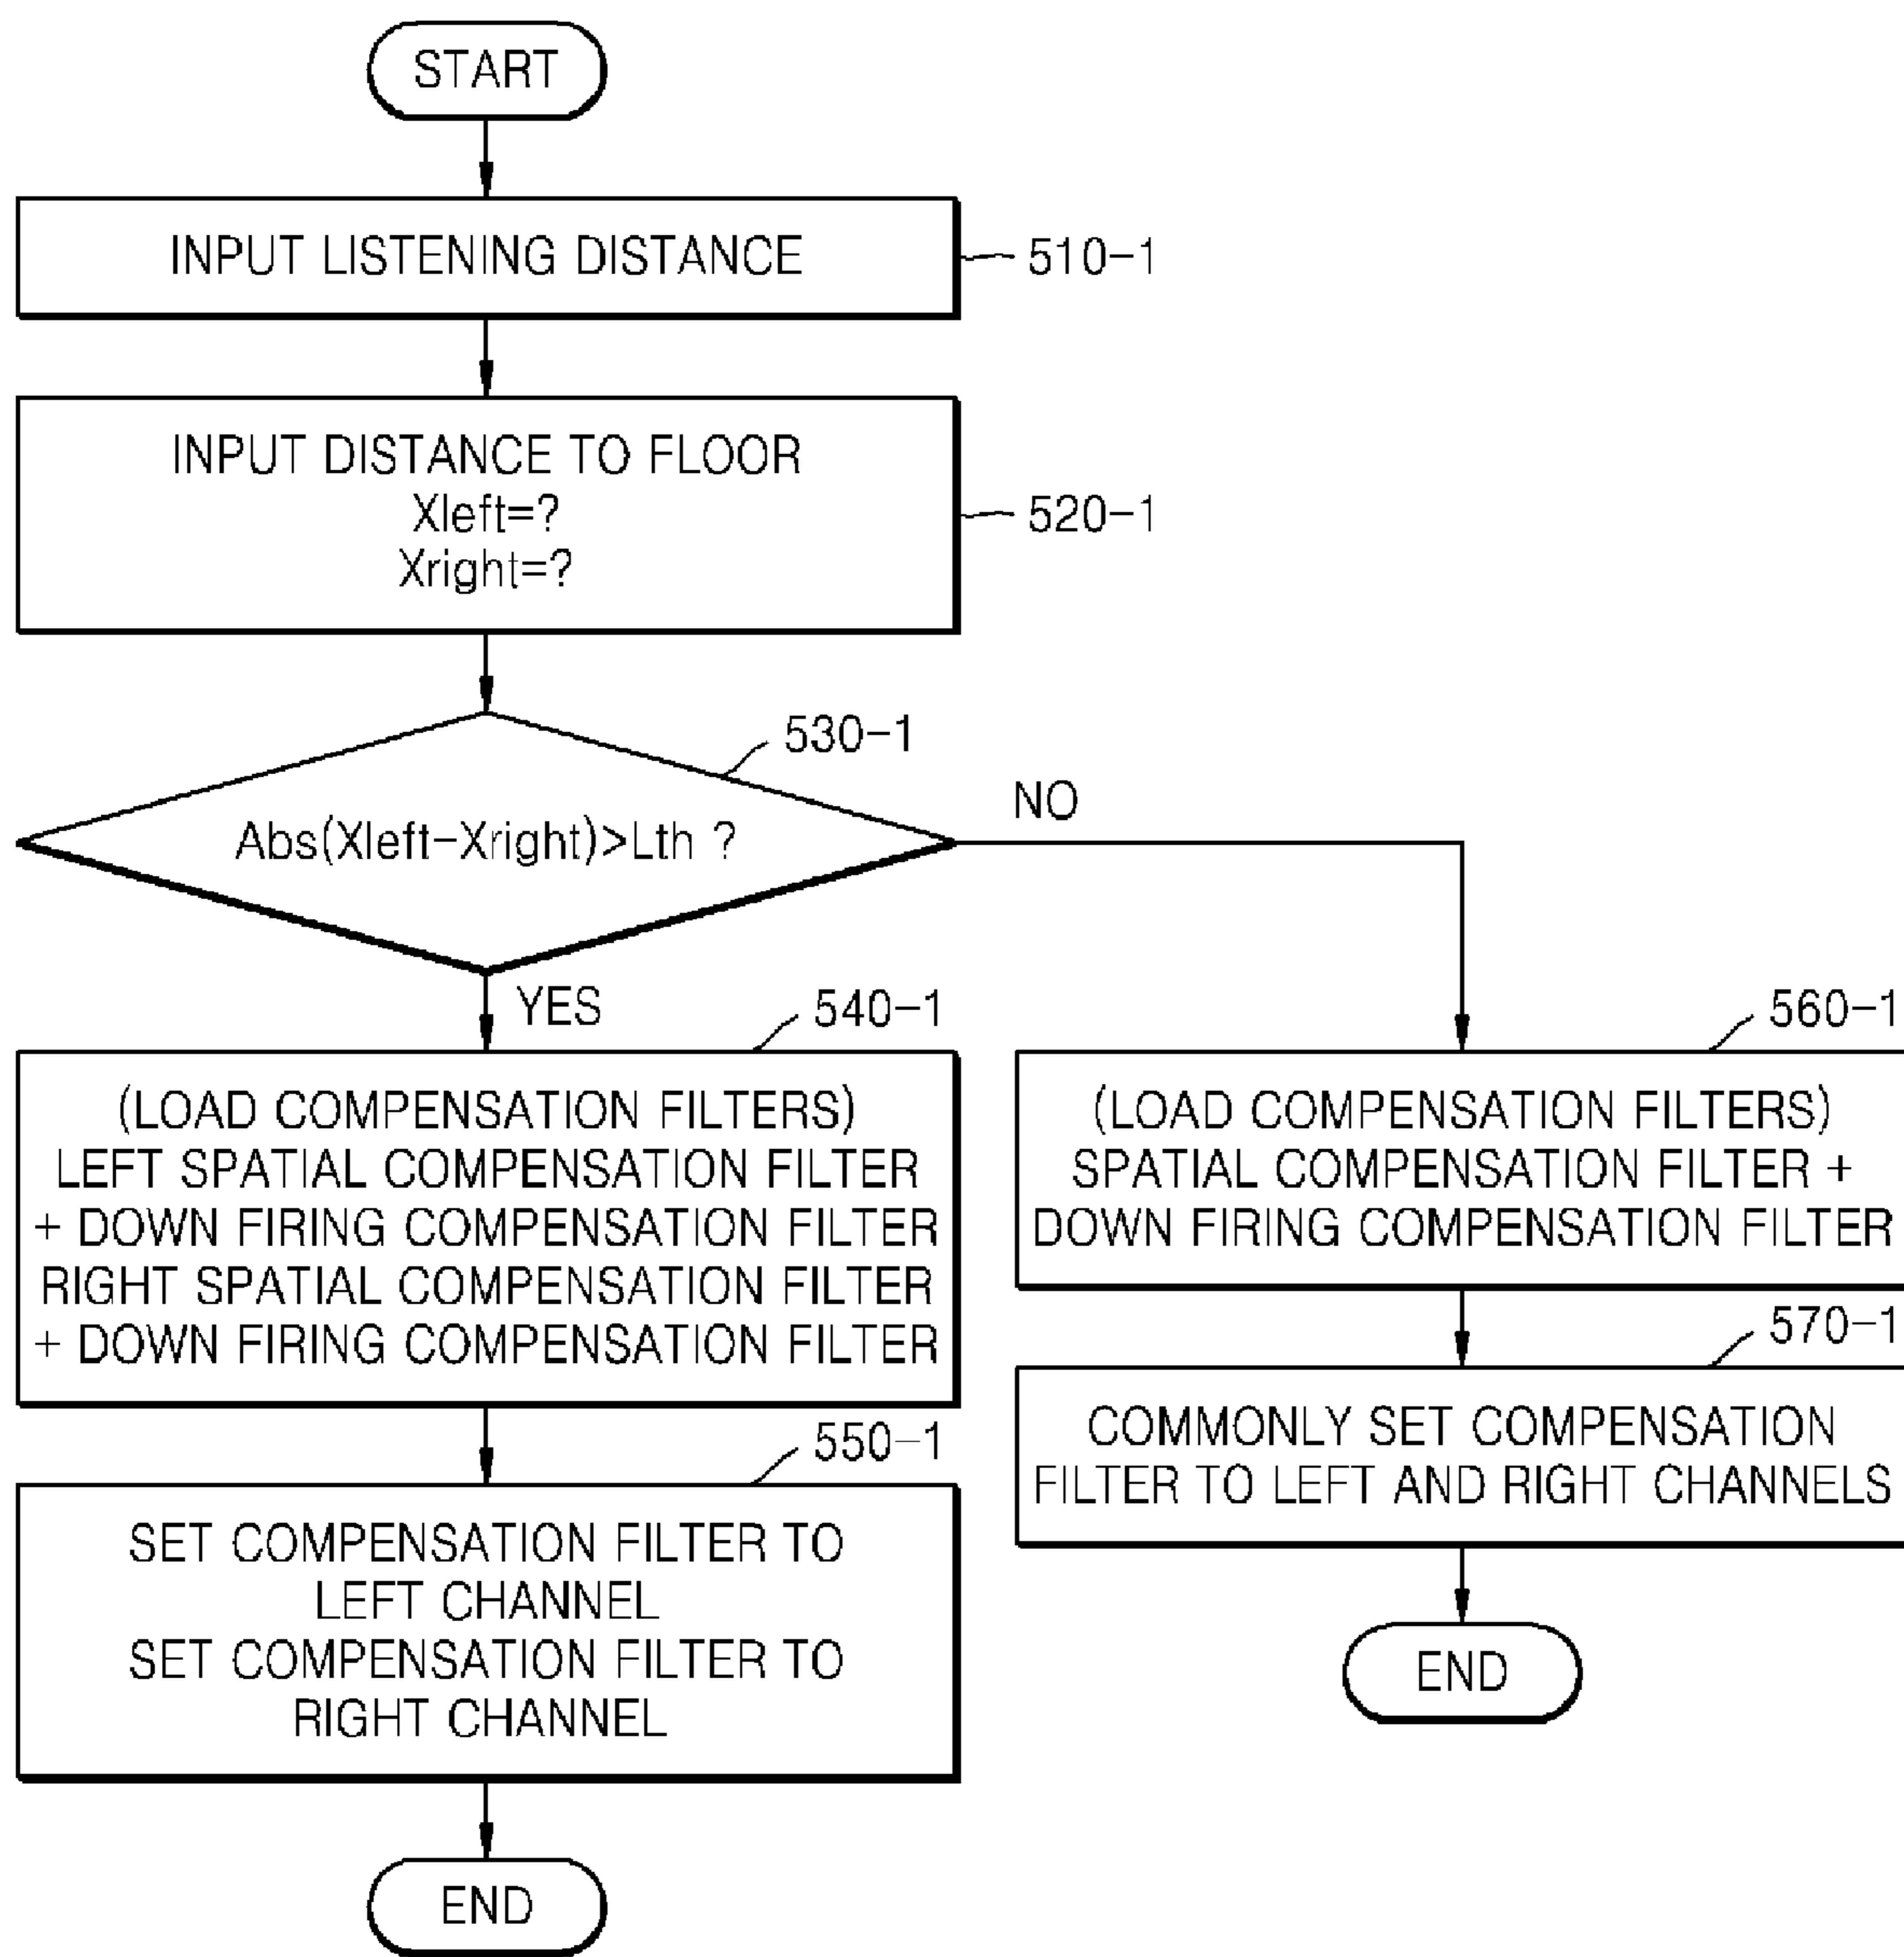 START
INPUT LISTENING DISTANCE
510-1
INPUT DISTANCE TO FLOOR
Xleft=?
Xright=?
520-1
530-1
Abs(Xleft-Xright)>Lth ?
NO
YES
540-1
(LOAD COMPENSATION FILTERS)
LEFT SPATIAL COMPENSATION FILTER
+ DOWN FIRING COMPENSATION FILTER
RIGHT SPATIAL COMPENSATION FILTER
+ DOWN FIRING COMPENSATION FILTER
550-1
SET COMPENSATION FILTER TO
LEFT CHANNEL
SET COMPENSATION FILTER TO
RIGHT CHANNEL
END
560-1
(LOAD COMPENSATION FILTERS)
SPATIAL COMPENSATION FILTER +
DOWN FIRING COMPENSATION FILTER
570-1
COMMONLY SET COMPENSATION
FILTER TO LEFT AND RIGHT CHANNELS
END